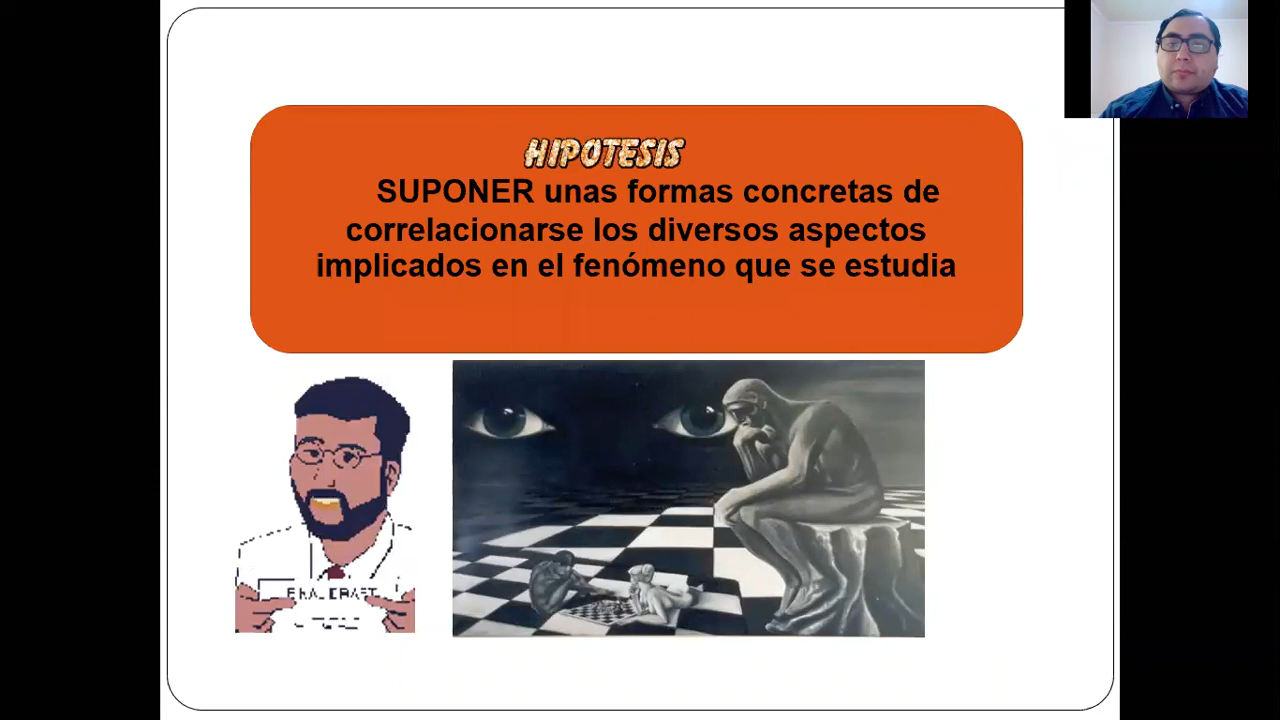 HIPOTESIS
SUPONER unas formas concretas de
correlacionarse los diversos aspectos
implicados en el fenómeno que se estudia